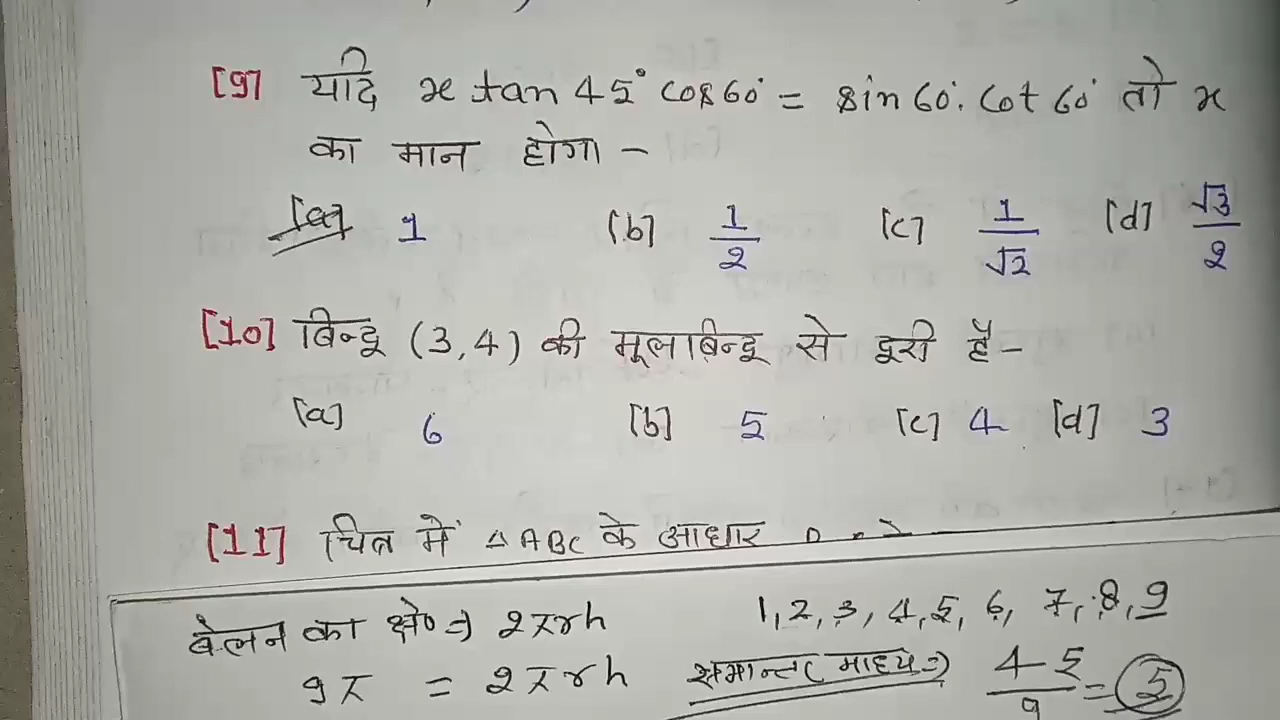 [9] यदि x tan 45° cos 60° = sin 60°. Cot 60° तो x
का मान होगा –
[a] 1 [b] 1/2 [c] 1/√2 [d] √3/2
[10] बिन्दू (3,4) की मूलबिन्दू से दूरी है –
[a] 6 [b] 5 [c] 4 [d] 3
[11] चित्र में △ABC के आधार
बेलन का क्षे० => 2πrh
9π = 2πrh
1, 2, 3, 4, 5, 6, 7, 8, 9
समान्तर माध्य => 45/9 = 5